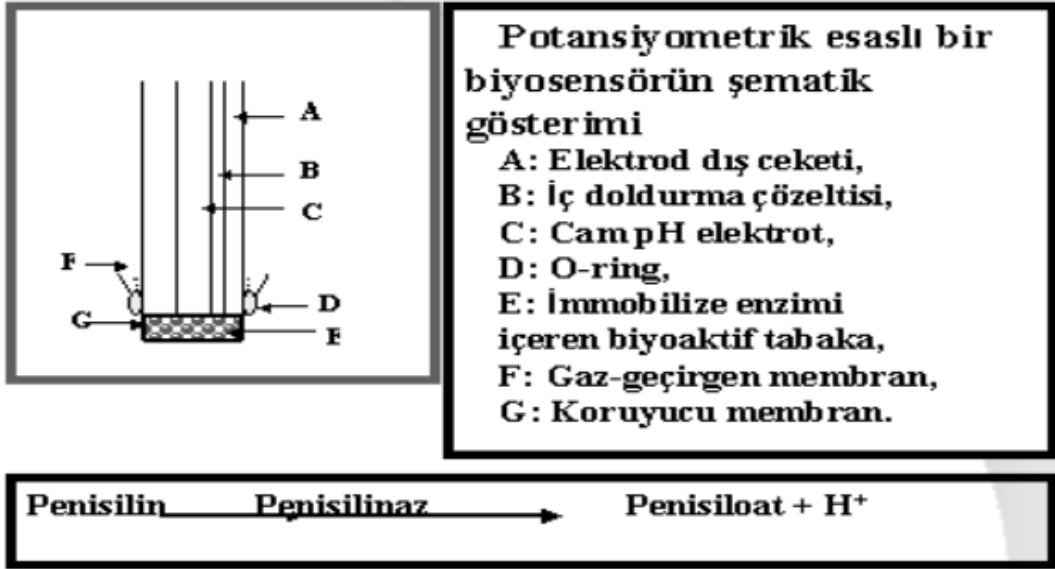 A
B
C
F
D
G
E
Potansiyometrik esaslı bir
biyosensörün şematik
gösterimi
A: Elektrod dış ceketi,
B: İç doldurma çözeltisi,
C: Cam pH elektrot,
D: O-ring,
E: İmmobilize enzimi
içeren biyoaktif tabaka,
F: Gaz-geçirgen membran,
G: Koruyucu membran.
Penisilin Penisilinaz Penisiloat + H⁺